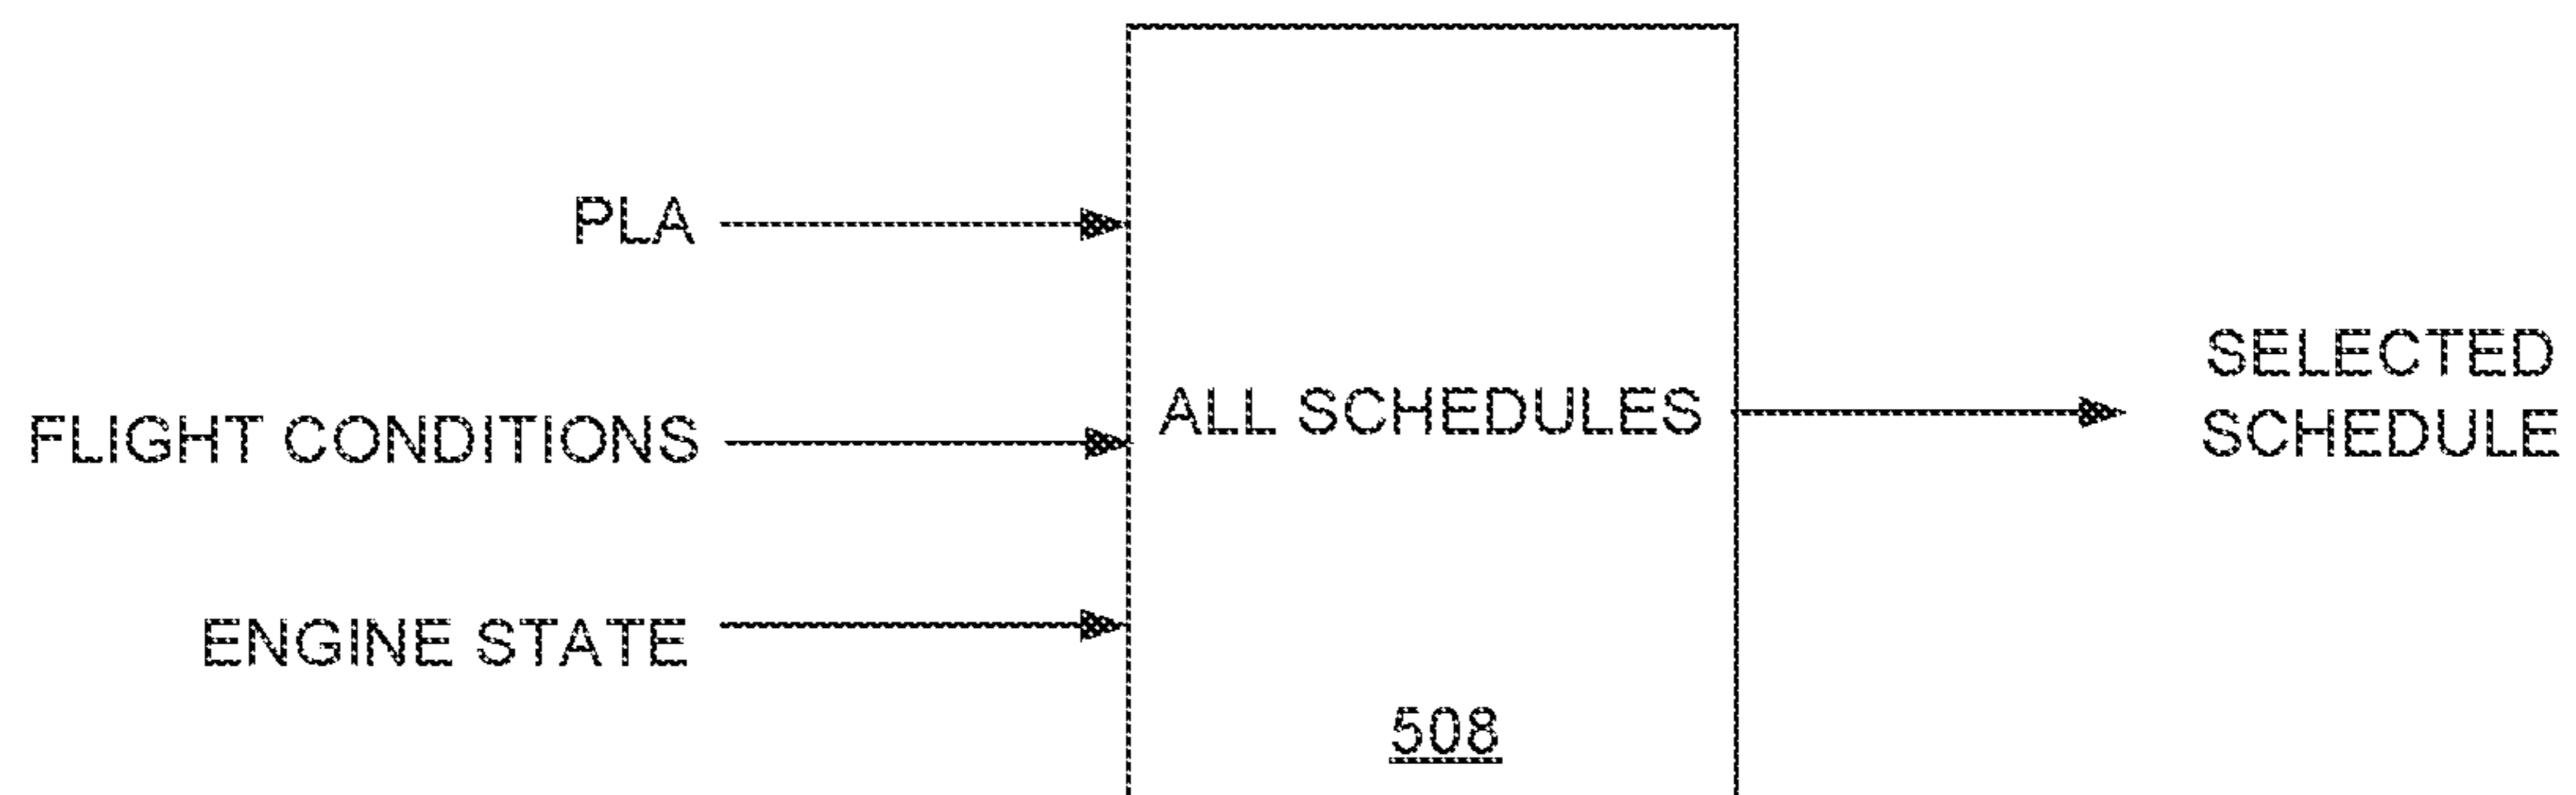 PLA
FLIGHT CONDITIONS
ENGINE STATE
ALL SCHEDULES
508
SELECTED
SCHEDULE